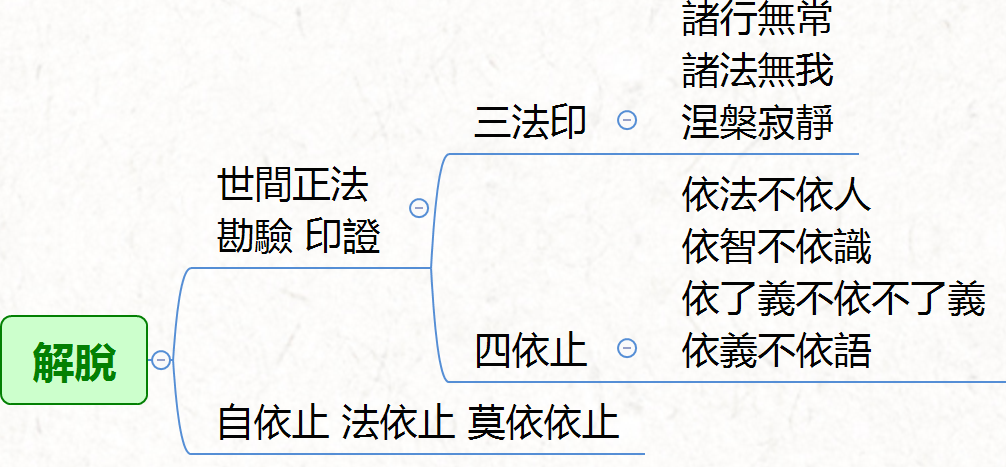 諸行無常
諸法無我
三法印
涅槃寂靜
世間正法
勘驗 印證
依法不依人
依智不依識
依了義不依不了義
四依止
依義不依語
解脫
自依止 法依止 莫依依止